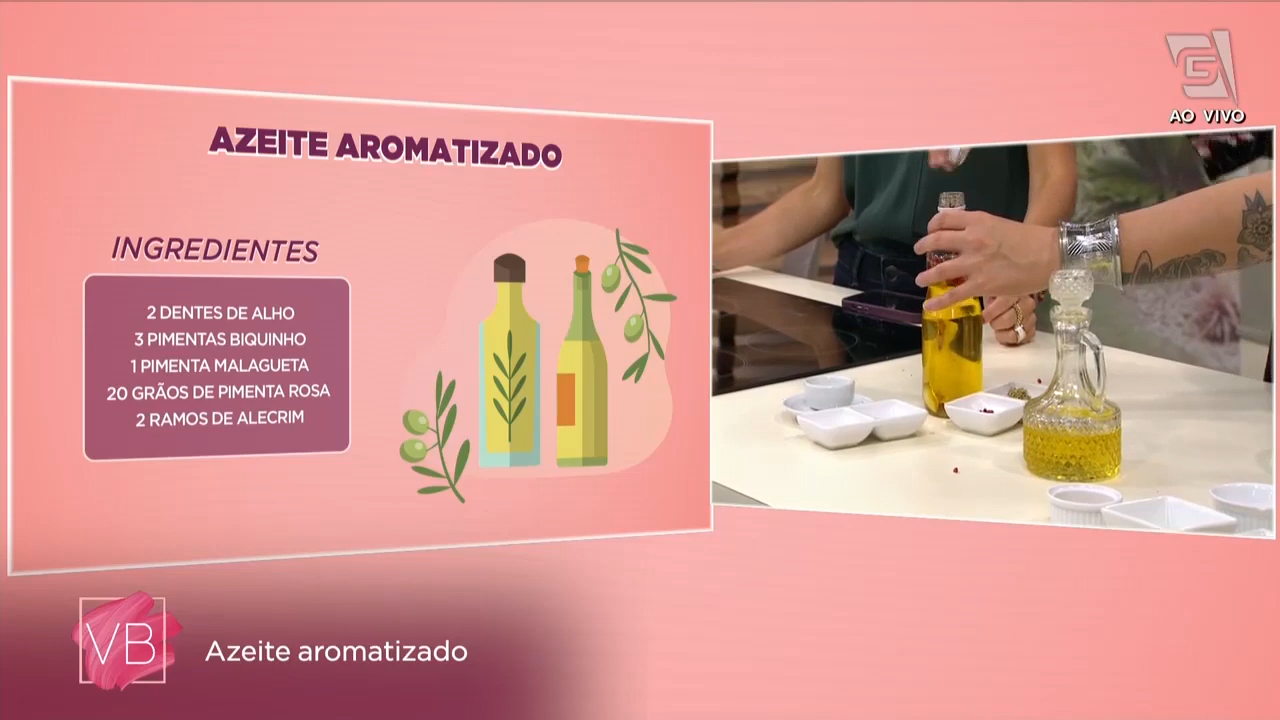 AO VIVO
AZEITE AROMATIZADO
INGREDIENTES
2 DENTES DE ALHO
3 PIMENTAS BIQUINHO
1 PIMENTA MALAGUETA
20 GRÃOS DE PIMENTA ROSA
2 RAMOS DE ALECRIM
VB
Azeite aromatizado